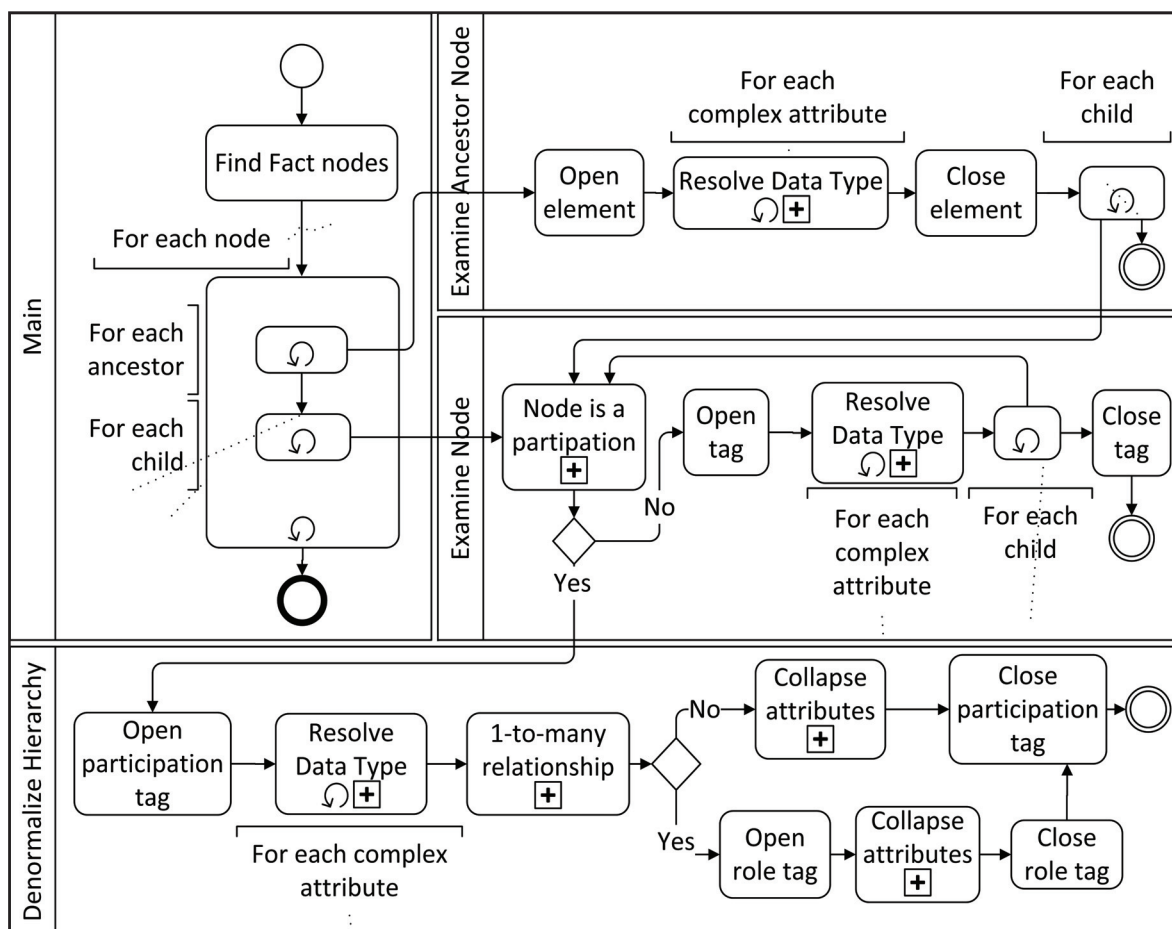 Main
Find Fact nodes
For each node
For each
ancestor
For each
child
Examine Ancestor Node
For each
complex attribute
For each
child
Open
element
Resolve Data Type
Close
element
Examine Node
Node is a
partipation
Yes
No
Open
tag
Resolve
Data Type
For each
complex
attribute
For each
child
Close
tag
Denormalize Hierarchy
Open
participation
tag
Resolve
Data Type
For each complex
attribute
1-to-many
relationship
No
Collapse
attributes
Close
participation
tag
Yes
Open
role tag
Collapse
attributes
Close
role tag